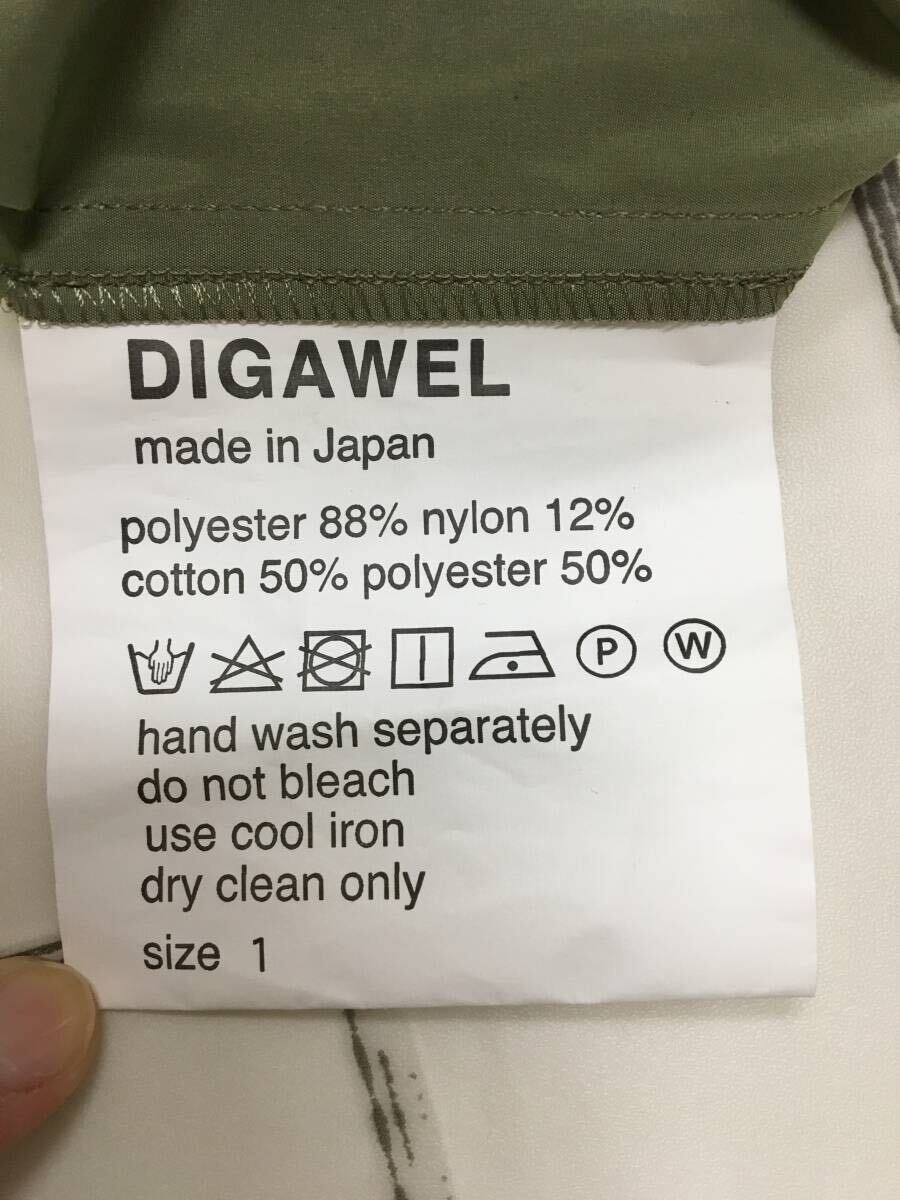 DIGAWEL
made in Japan
polyester 88% nylon 12%
cotton 50% polyester 50%
P W
hand wash separately
do not bleach
use cool iron
dry clean only
size 1